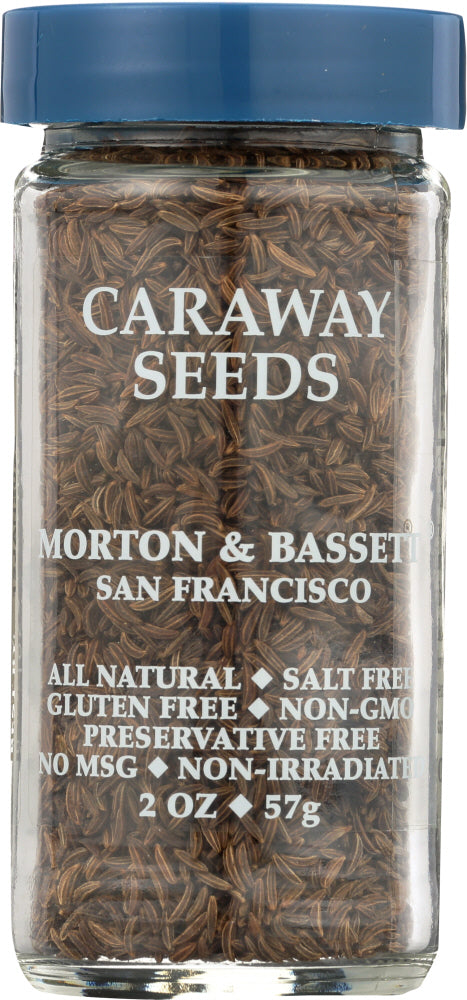 CARAWAY
SEEDS
MORTON & BASSETT®
SAN FRANCISCO
ALL NATURAL ◆ SALT FREE
GLUTEN FREE ◆ NON-GMO
PRESERVATIVE FREE
NO MSG ◆ NON-IRRADIATE
2 OZ ◆ 57g